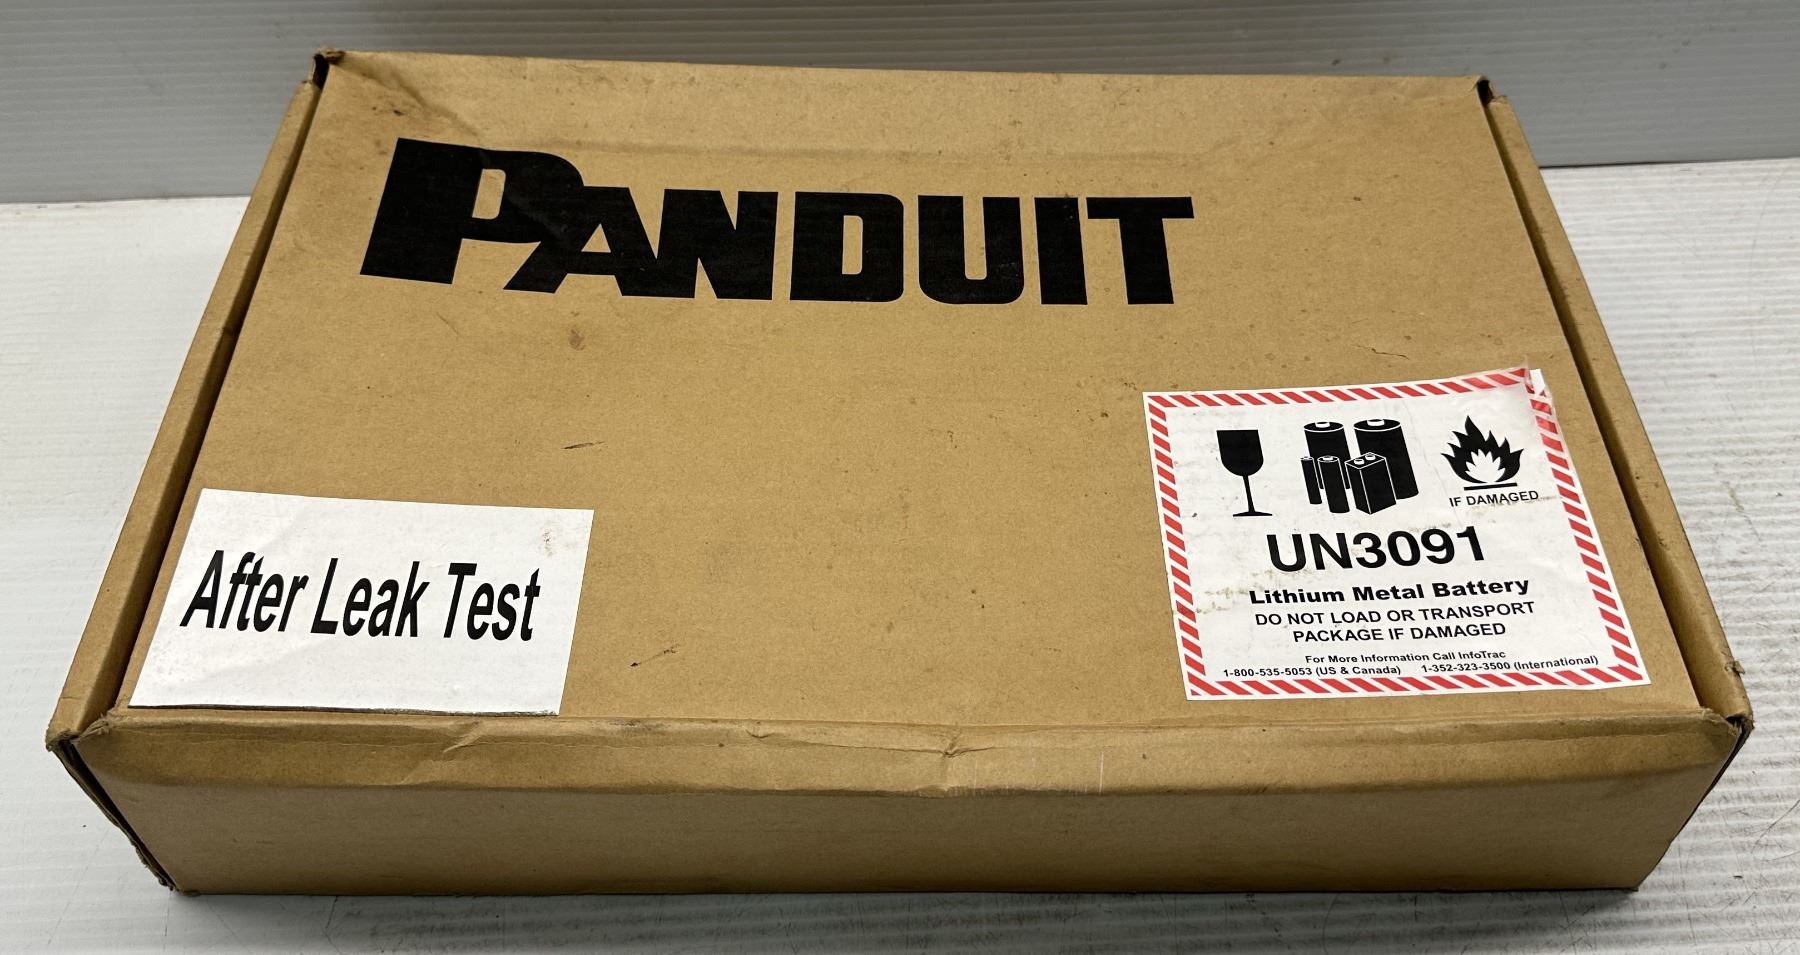 PANDUIT
After Leak Test
IF DAMAGED
UN3091
Lithium Metal Battery
DO NOT LOAD OR TRANSPORT
PACKAGE IF DAMAGED
For More Information Call InfoTrac
1-800-535-5053 (US & Canada) 1-352-323-3500 (International)